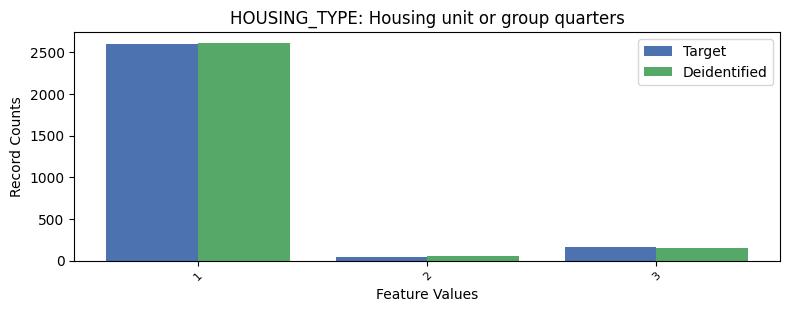 HOUSING_TYPE: Housing unit or group quarters
Target
Deidentified
Record Counts
2500
2000
1500
1000
500
0
1
2
3
Feature Values